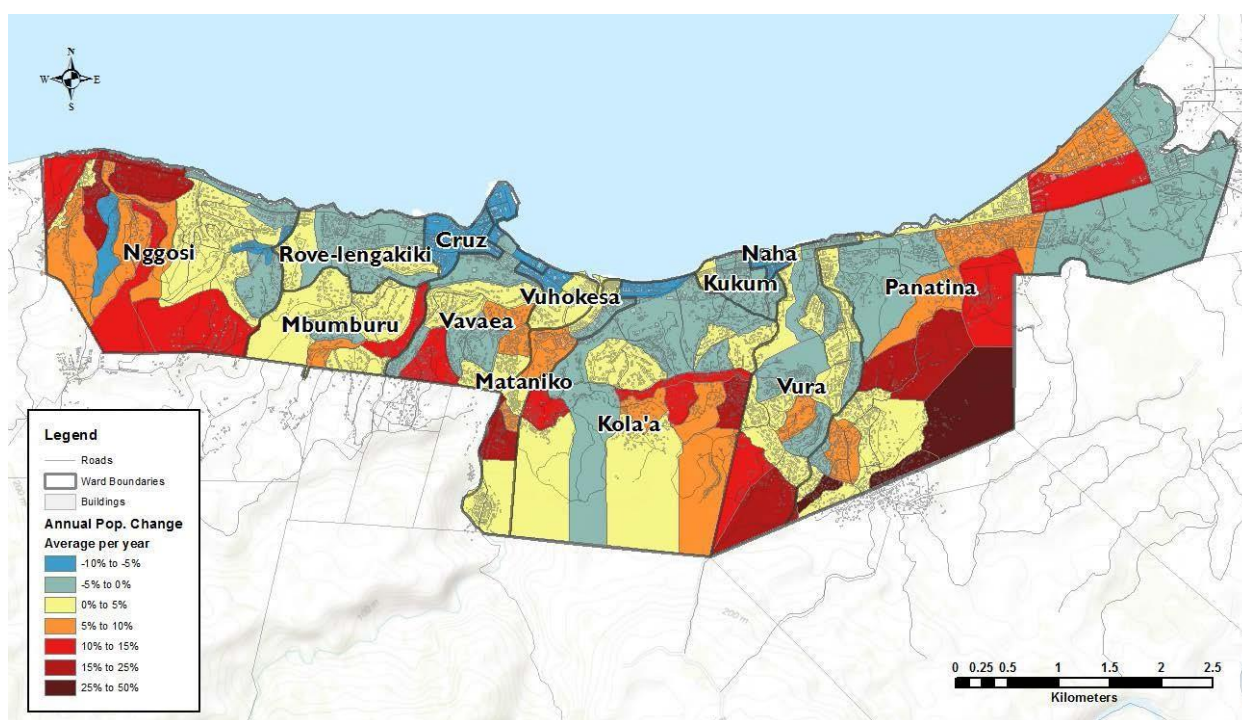 N
W E
S
Nggosi
Rove-lengakiki
Cruz
Mbumburu
Vavaea
Vuhokesa
Naha
Kukum
Panatina
Mataniko
Kola'a
Vura
200 m
Legend
Roads
Ward Boundaries
Buildings
Annual Pop. Change
Average per year
-10% to -5%
-5% to 0%
0% to 5%
5% to 10%
10% to 15%
15% to 25%
25% to 50%
0 0.25 0.5 1 1.5 2 2.5
Kilometers